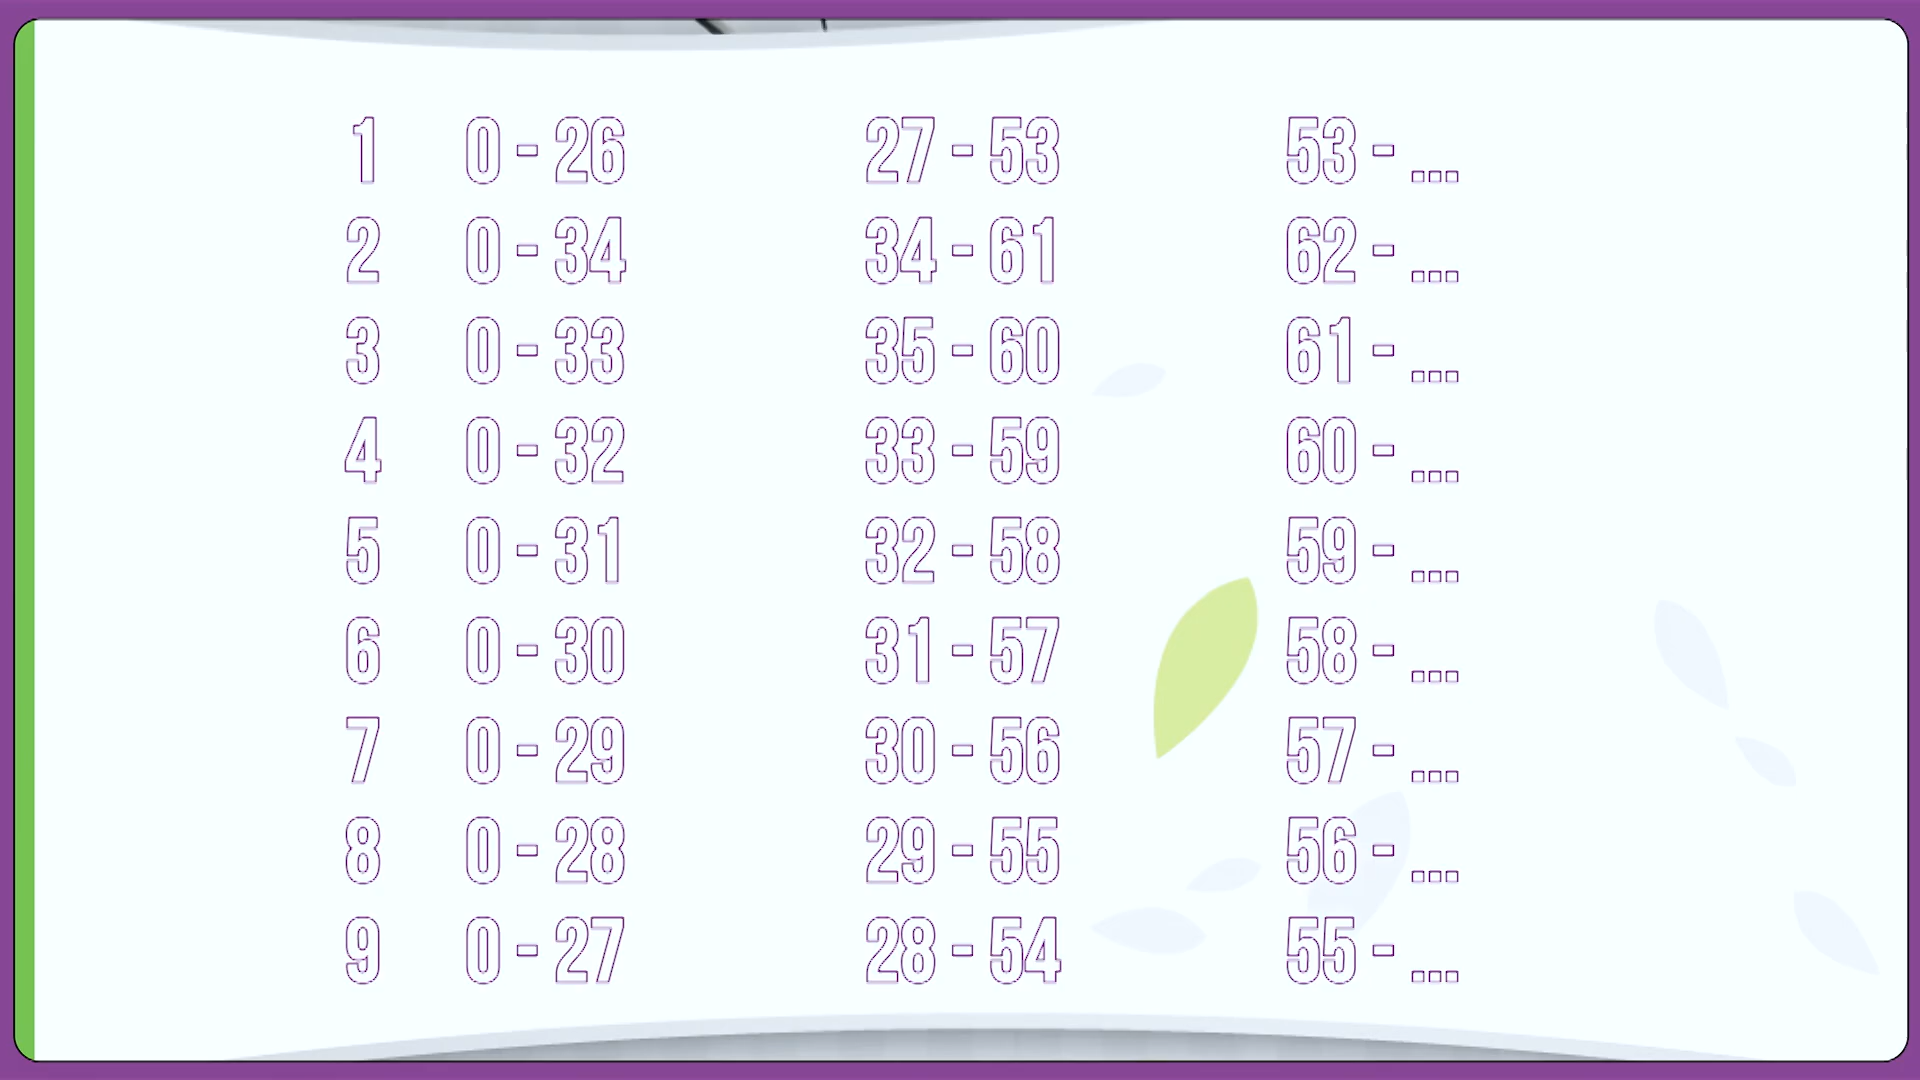 1 0 - 26 27 - 53 53 - ...
2 0 - 34 34 - 61 62 - ...
3 0 - 33 35 - 60 61 - ...
4 0 - 32 33 - 59 60 - ...
5 0 - 31 32 - 58 59 - ...
6 0 - 30 31 - 57 58 - ...
7 0 - 29 30 - 56 57 - ...
8 0 - 28 29 - 55 56 - ...
9 0 - 27 28 - 54 55 - ...